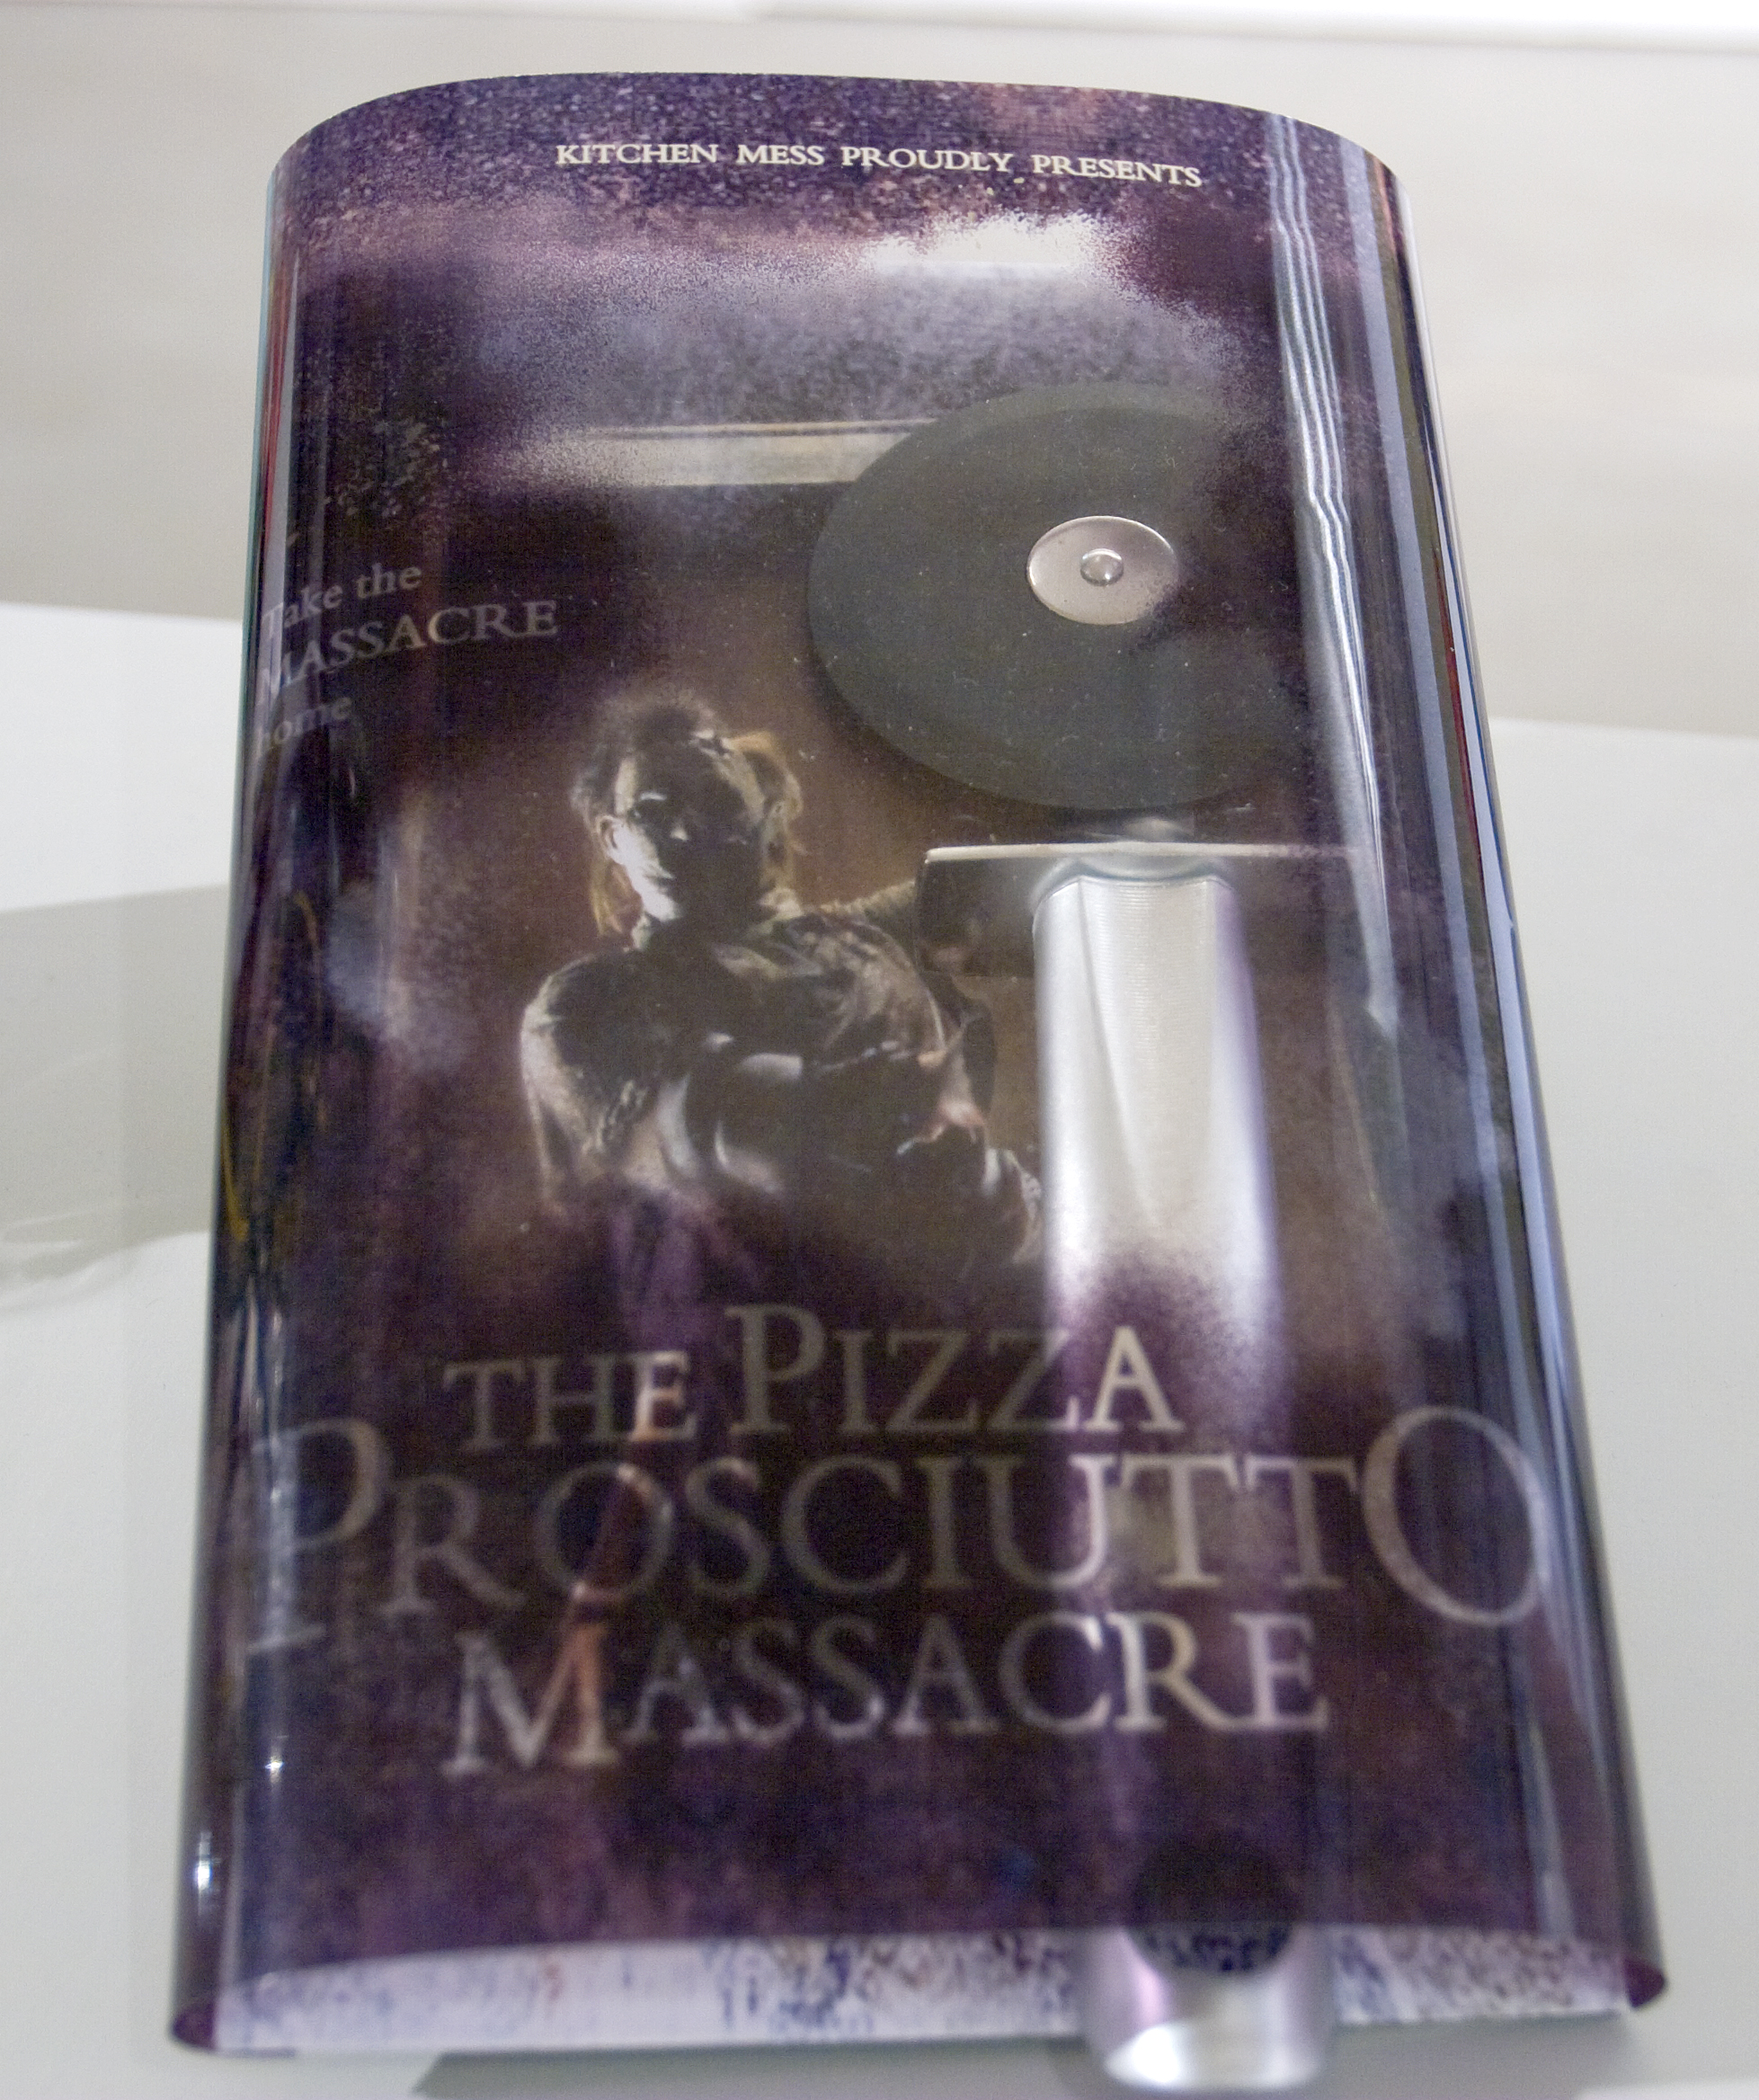 KITCHEN MESS PROUDLY PRESENTS
Take the
MASSACRE
home
THE PIZZA
PROSCIUTTO
MASSACRE